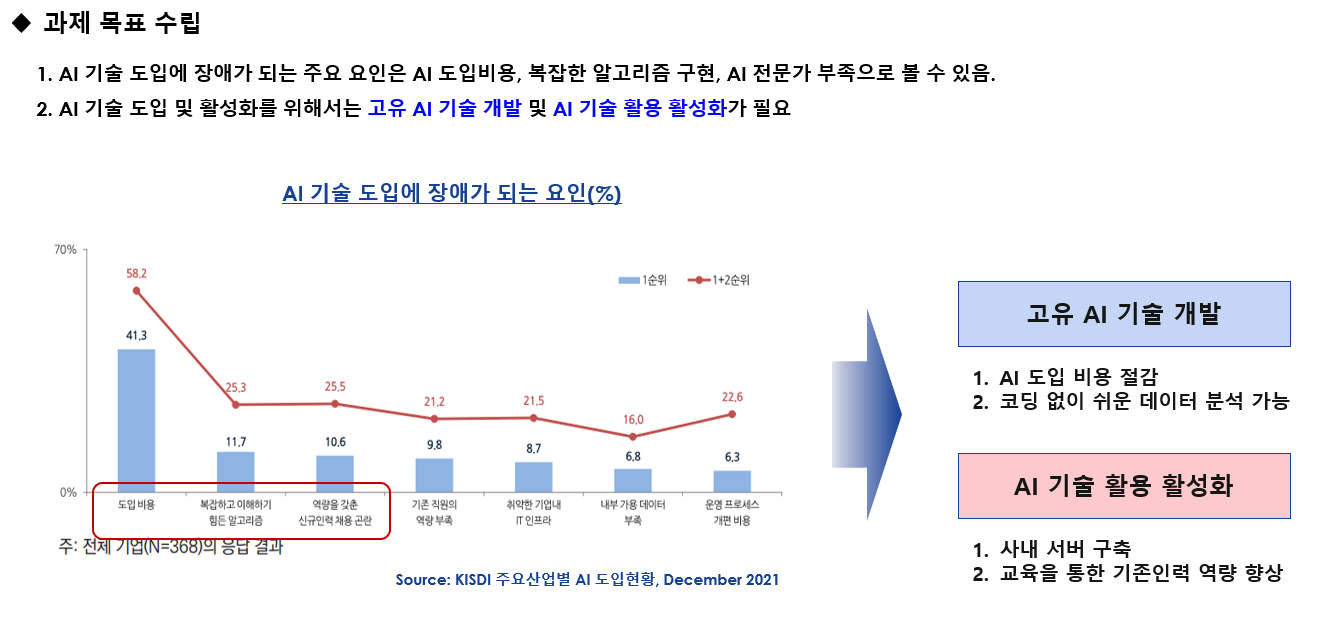 ◆ 과제 목표 수립
1. AI 기술 도입에 장애가 되는 주요 요인은 AI 도입비용, 복잡한 알고리즘 구현, AI 전문가 부족으로 볼 수 있음.
2. AI 기술 도입 및 활성화를 위해서는 고유 AI 기술 개발 및 AI 기술 활용 활성화가 필요
AI 기술 도입에 장애가 되는 요인(%)
70%
1순위 1+2순위
58.2
41.3
25.3 25.5 21.2 21.5 16.0 22.6
11.7 10.6 9.8 8.7 6.8 6.3
0%
도입 비용
복잡하고 이해하기
힘든 알고리즘
역량을 갖춘
신규인력 채용 곤란
기존 직원의
역량 부족
취약한 기업내
IT 인프라
내부 가용 데이터
부족
운영 프로세스
개편 비용
주: 전체 기업(N=368)의 응답 결과
Source: KISDI 주요산업별 AI 도입현황, December 2021
고유 AI 기술 개발
1. AI 도입 비용 절감
2. 코딩 없이 쉬운 데이터 분석 가능
AI 기술 활용 활성화
1. 사내 서버 구축
2. 교육을 통한 기존인력 역량 향상